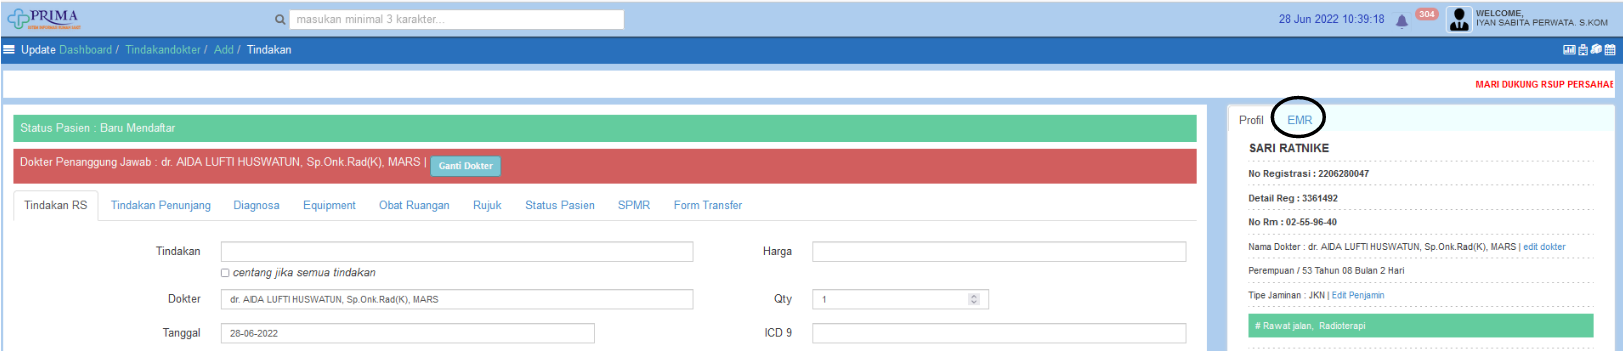 PRIMA
masukan minimal 3 karakter...
28 Jun 2022 10:39:18
304
WELCOME,
IYAN SABITA PERWATA. S.KOM
Update Dashboard / Tindakandokter / Add / Tindakan
MARI DUKUNG RSUP PERSAHAE
Status Pasien : Baru Mendaftar
Dokter Penanggung Jawab : dr. AIDA LUFTI HUSWATUN, Sp.Onk.Rad(K), MARS | Ganti Dokter
Tindakan RS Tindakan Penunjang Diagnosa Equipment Obat Ruangan Rujuk Status Pasien SPMR Form Transfer
Tindakan
centang jika semua tindakan
Dokter dr. AIDA LUFTI HUSWATUN, Sp.Onk.Rad(K), MARS
Tanggal 28-06-2022
Harga
Qty 1
ICD 9
Profil EMR
SARI RATNIKE
No Registrasi : 2206280047
Detail Reg : 3361492
No Rm : 02-55-96-40
Nama Dokter : dr. AIDA LUFTI HUSWATUN, Sp.Onk.Rad(K), MARS | edit dokter
Perempuan / 53 Tahun 08 Bulan 2 Hari
Tipe Jaminan : JKN | Edit Penjamin
# Rawat jalan, Radioterapi